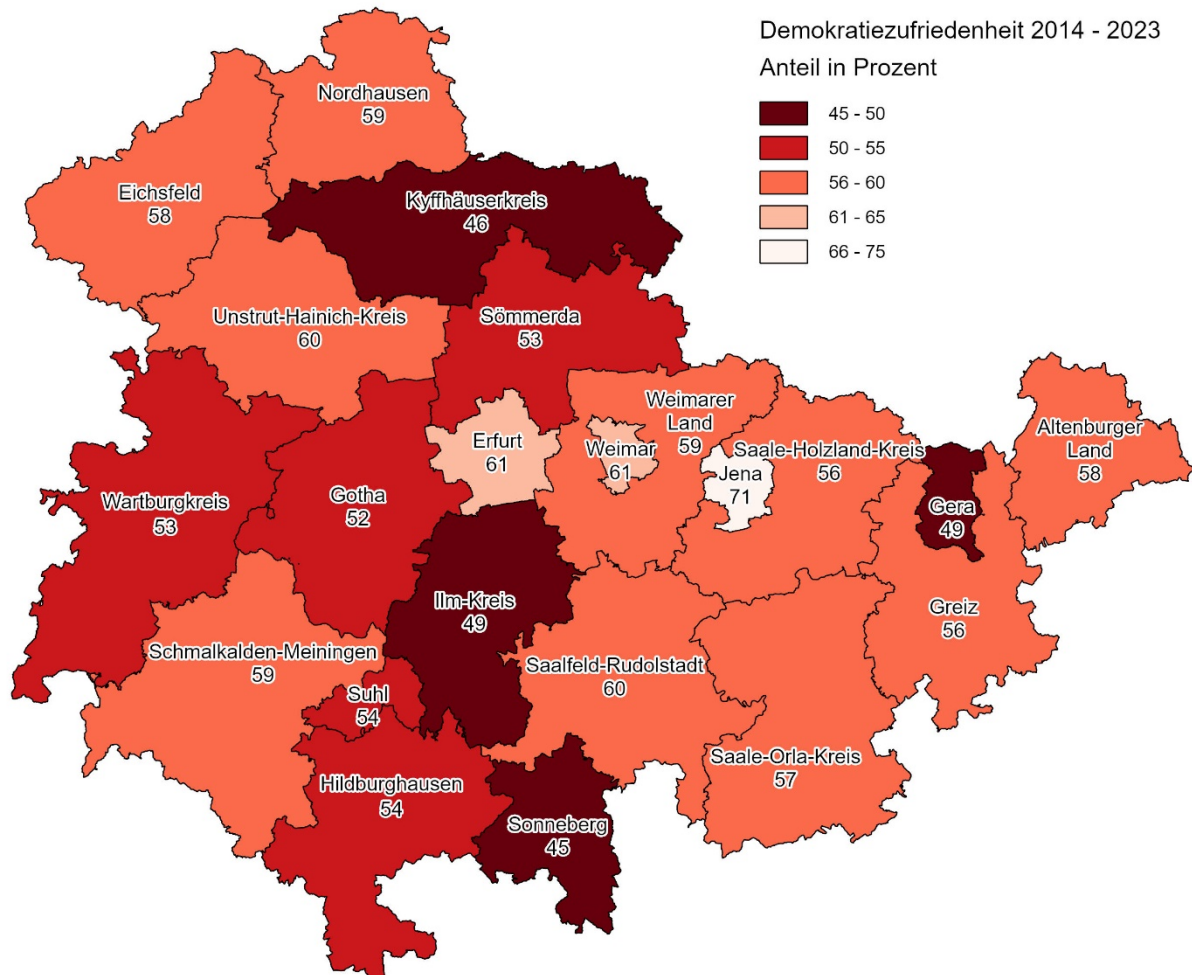 Demokratiezufriedenheit 2014 - 2023
Anteil in Prozent
45 - 50
50 - 55
56 - 60
61 - 65
66 - 75
Nordhausen
59
Eichsfeld
58
Kyffhäuserkreis
46
Unstrut-Hainich-Kreis
60
Sömmerda
53
Weimarer
Land
59
Erfurt
61
Weimar
61
Saale-Holzland-Kreis
56
Altenburger
Land
58
Jena
71
Wartburgkreis
53
Gotha
52
Gera
49
Ilm-Kreis
49
Greiz
56
Schmalkalden-Meiningen
59
Saalfeld-Rudolstadt
60
Suhl
54
Saale-Orla-Kreis
57
Hildburghausen
54
Sonneberg
45